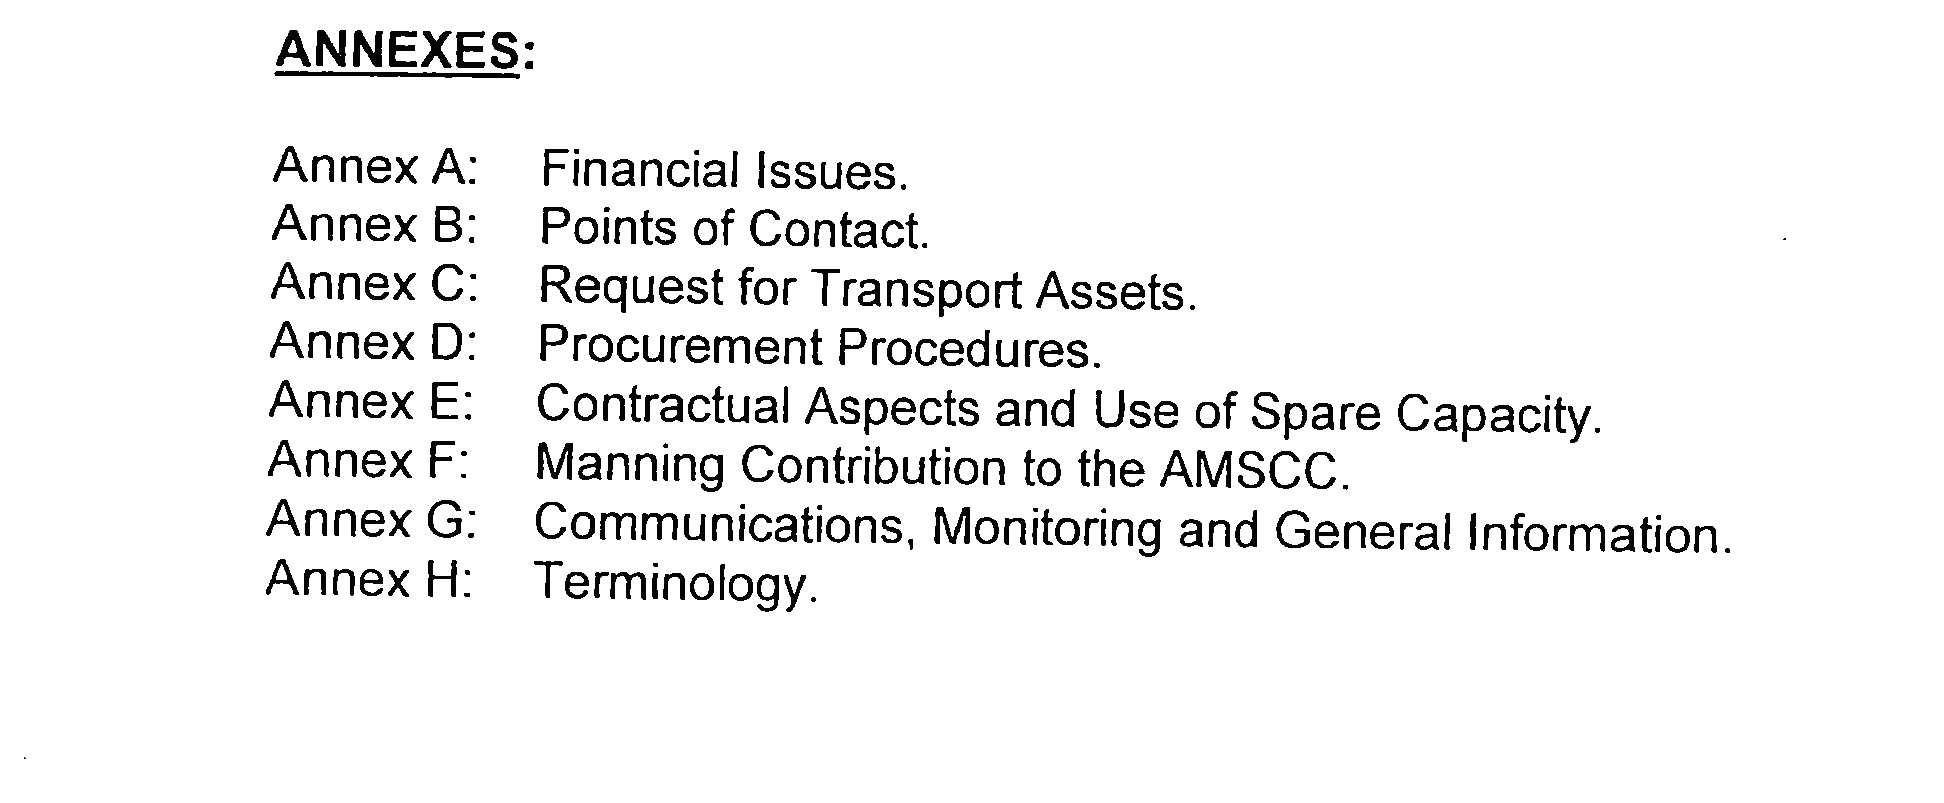 ANNEXES:
Annex A: Financial Issues.
Annex B: Points of Contact.
Annex C: Request for Transport Assets.
Annex D: Procurement Procedures.
Annex E: Contractual Aspects and Use of Spare Capacity.
Annex F: Manning Contribution to the AMSCC.
Annex G: Communications, Monitoring and General Information.
Annex H: Terminology.